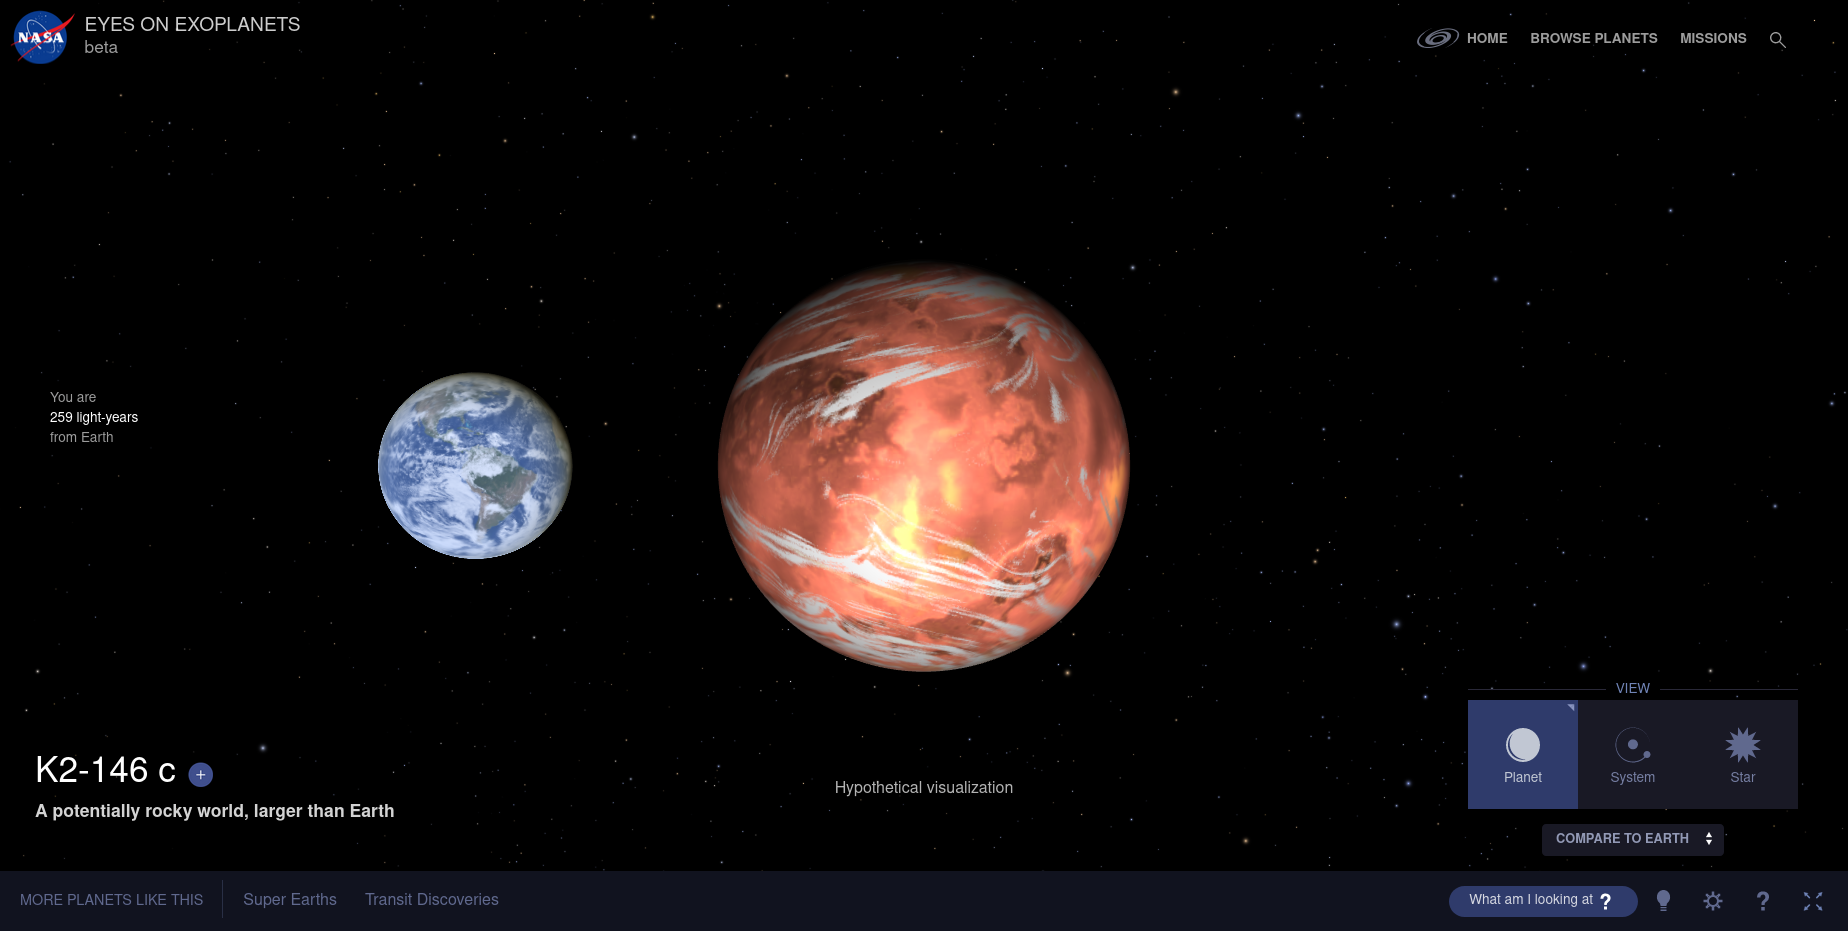 NASA
EYES ON EXOPLANETS
beta
HOME
BROWSE PLANETS
MISSIONS
You are
259 light-years
from Earth
K2-146 c +
A potentially rocky world, larger than Earth
Hypothetical visualization
VIEW
Planet
System
Star
COMPARE TO EARTH
MORE PLANETS LIKE THIS
Super Earths
Transit Discoveries
What am I looking at ?
?